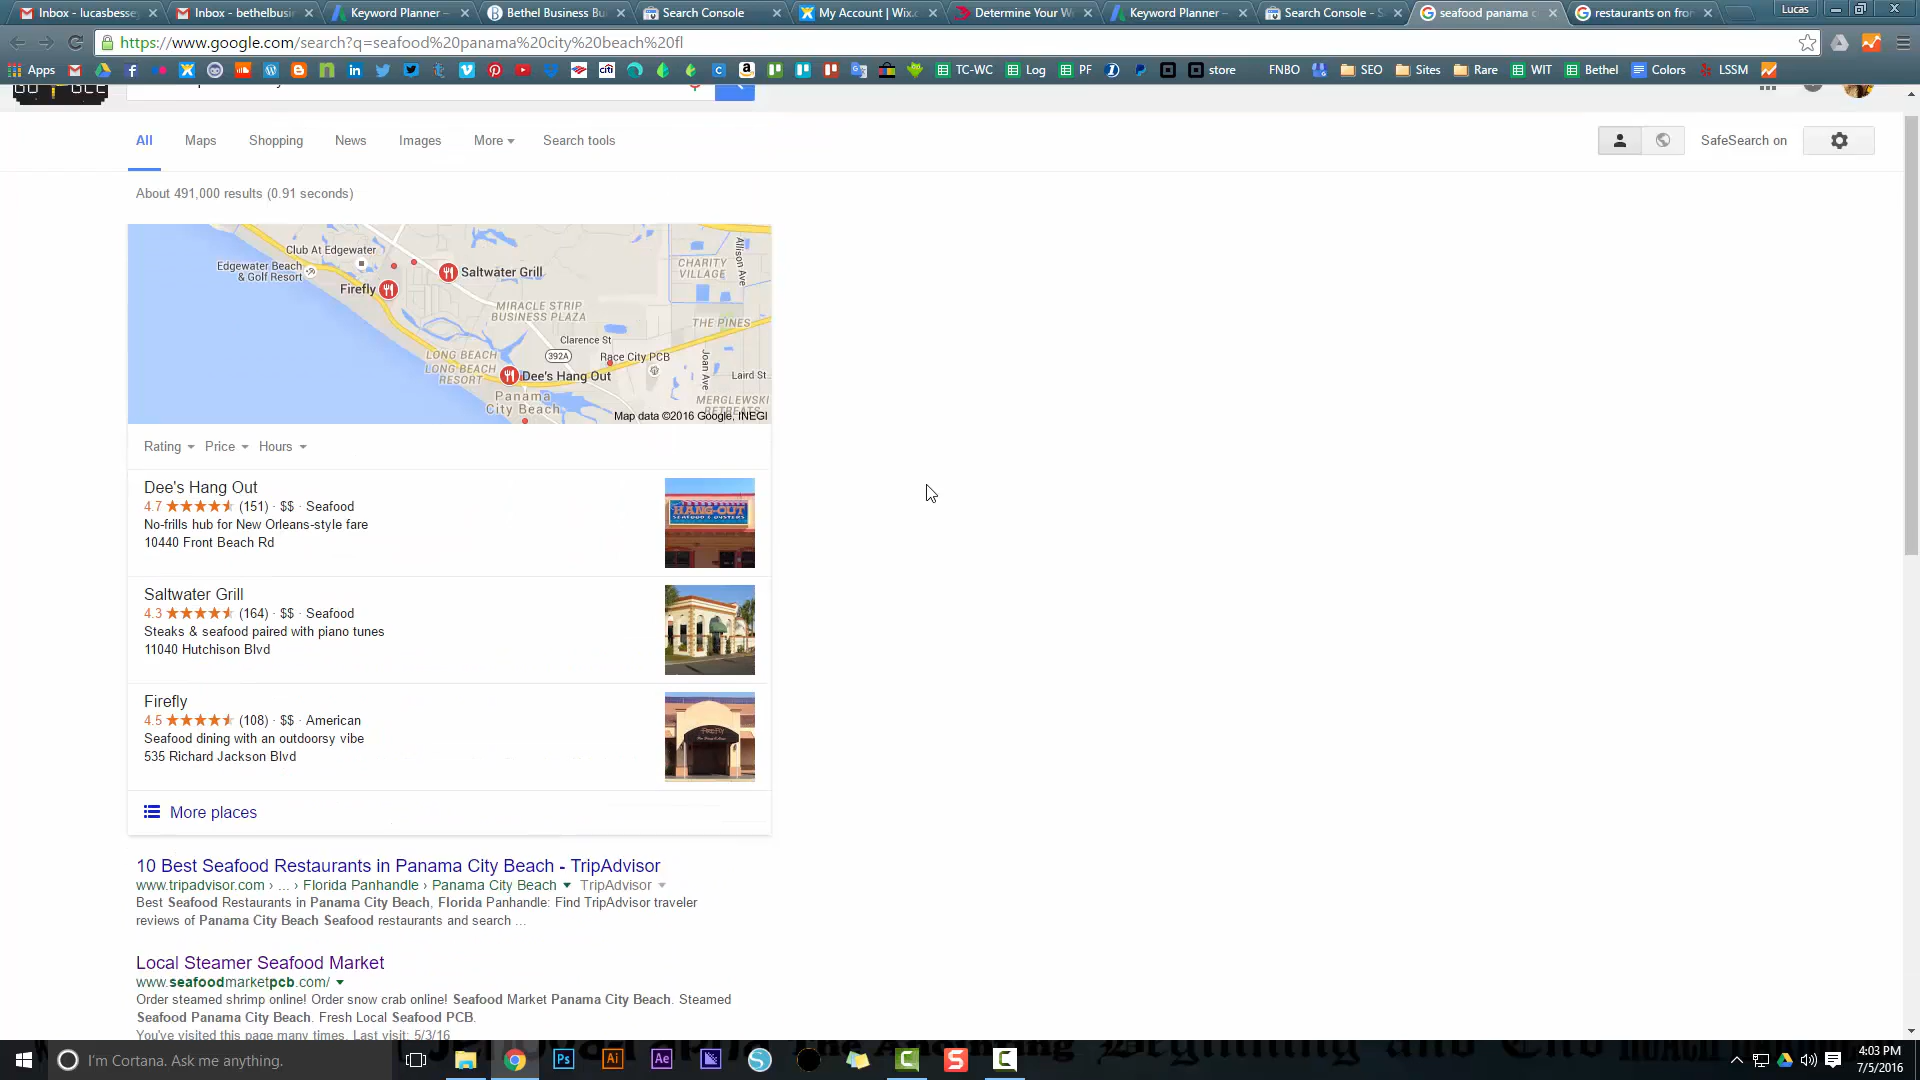 Inbox - lucasbesse
Inbox - bethelbusi
Keyword Planner –
Bethel Business Bu
Search Console
My Account | Wix.c
Determine Your W
Keyword Planner –
Search Console - S
seafood panama c
restaurants on fron
Lucas
https://www.google.com/search?q=seafood%20panama%20city%20beach%20fl
Apps
TC-WC
Log
PF
store
FNBO
SEO
Sites
Rare
WIT
Bethel
Colors
LSSM
All
Maps
Shopping
News
Images
More
Search tools
SafeSearch on
About 491,000 results (0.91 seconds)
Club At Edgewater
Edgewater Beach
& Golf Resort
Saltwater Grill
Firefly
Allison Ave
CHARITY
VILLAGE
MIRACLE STRIP
BUSINESS PLAZA
THE PINES
Clarence St
392A
Race City PCB
LONG BEACH
LONG BEACH
RESORT
Joan Ave
Laird St
Dee's Hang Out
Panama
City Beach
MERGLEWSKI
RETREATS
Map data ©2016 Google, INEGI
Rating
Price
Hours
Dee's Hang Out
4.7 (151) · $$ · Seafood
No-frills hub for New Orleans-style fare
10440 Front Beach Rd
HANG-OUT
Saltwater Grill
4.3 (164) · $$ · Seafood
Steaks & seafood paired with piano tunes
11040 Hutchison Blvd
Firefly
4.5 (108) · $$ · American
Seafood dining with an outdoorsy vibe
535 Richard Jackson Blvd
More places
10 Best Seafood Restaurants in Panama City Beach - TripAdvisor
www.tripadvisor.com › ... › Florida Panhandle › Panama City Beach TripAdvisor
Best Seafood Restaurants in Panama City Beach, Florida Panhandle: Find TripAdvisor traveler
reviews of Panama City Beach Seafood restaurants and search ...
Local Steamer Seafood Market
www.seafoodmarketpcb.com/
Order steamed shrimp online! Order snow crab online! Seafood Market Panama City Beach. Steamed
Seafood Panama City Beach. Fresh Local Seafood PCB.
You've visited this page many times. Last visit: 5/3/16
I'm Cortana. Ask me anything.
Ps
Ai
Ae
4:03 PM
7/5/2016